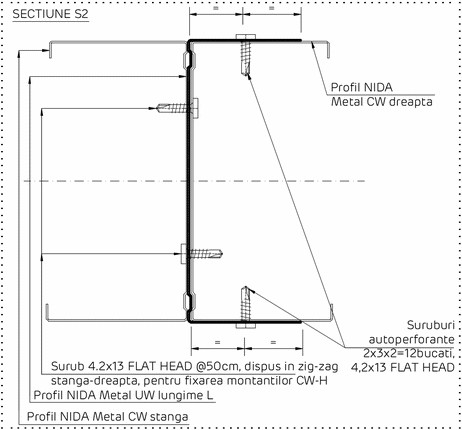 SECTIUNE S2
= =
Profil NIDA
Metal CW dreapta
Suruburi
autoperforante
2x3x2=12bucati,
4,2x13 FLAT HEAD
= =
Surub 4.2x13 FLAT HEAD @50cm, dispus in zig-zag
stanga-dreapta, pentru fixarea montantilor CW-H
Profil NIDA Metal UW lungime L
Profil NIDA Metal CW stanga